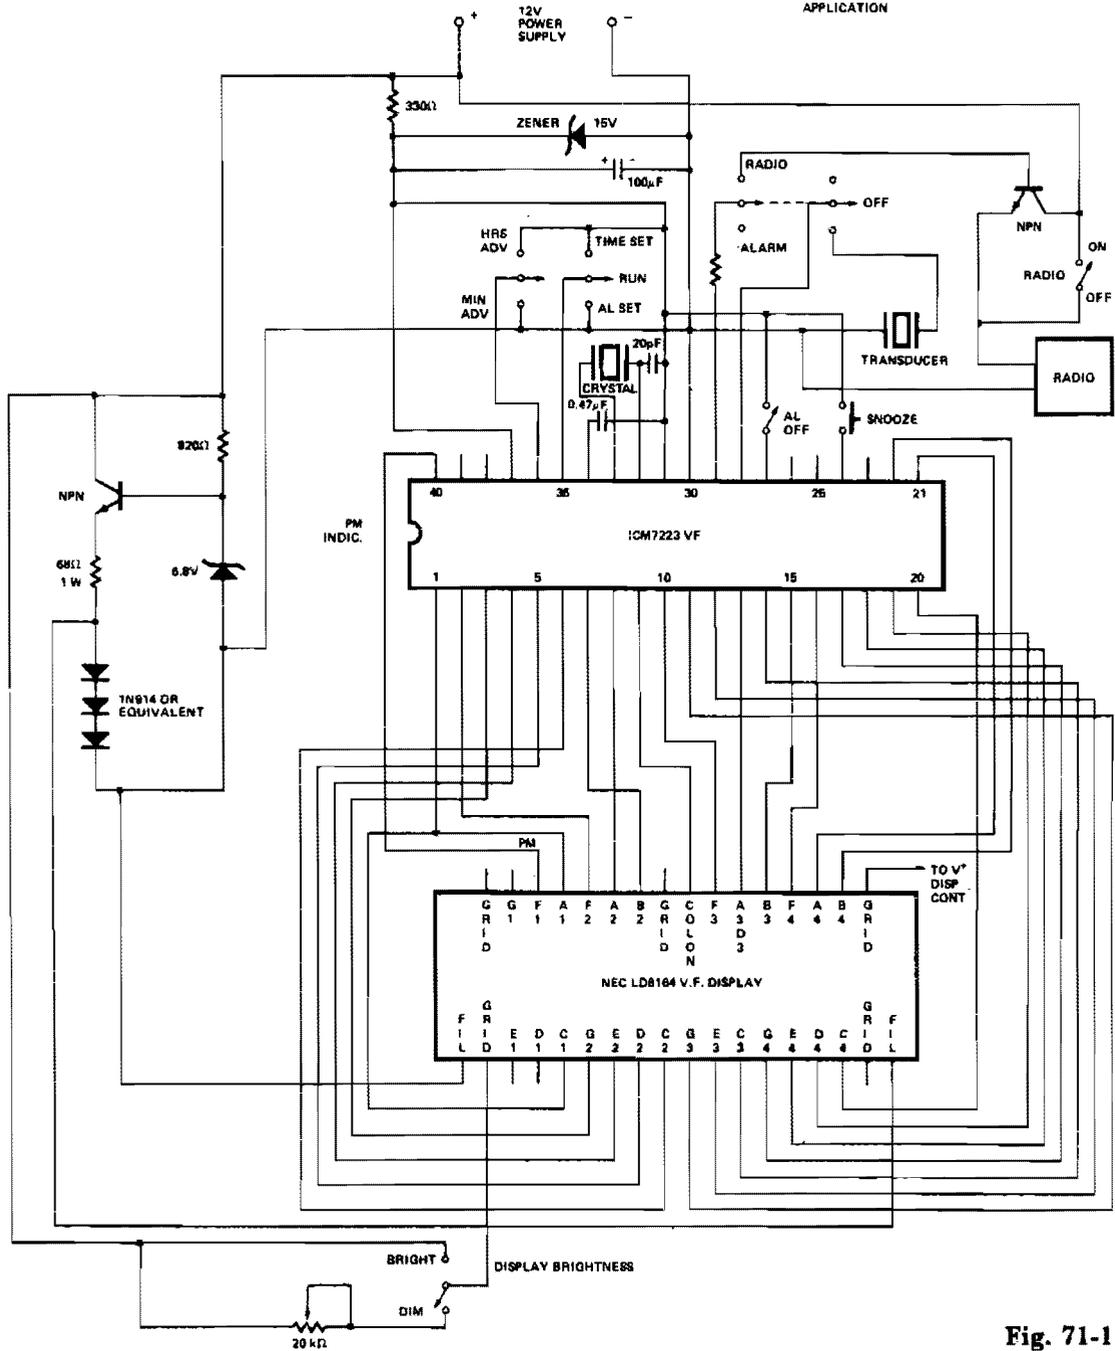 APPLICATION
+
12V
POWER
SUPPLY
−
330Ω
ZENER
15V
+ −
100μF
RADIO
OFF
ALARM
NPN
ON
RADIO
OFF
HRS
ADV
TIME SET
RUN
MIN
ADV
AL SET
20pF
CRYSTAL
0.47μF
TRANSDUCER
RADIO
AL
OFF
SNOOZE
820Ω
NPN
68Ω
1 W
6.8V
PM
INDIC.
40 35 30 25 21
ICM7223 VF
1 5 10 15 20
1N914 OR
EQUIVALENT
PM
TO V+
DISP
CONT
GRID G1 F1 A1 F2 A2 B2 GRID COLON F3 A3D3 B3 F4 A4 B4 GRID
NEC LD8164 V.F. DISPLAY
FIL GRID E1 D1 C1 G2 E2 D2 C2 G3 E3 C3 G4 E4 D4 C4 GRID FIL
BRIGHT
DISPLAY BRIGHTNESS
DIM
20 kΩ
Fig. 71-1